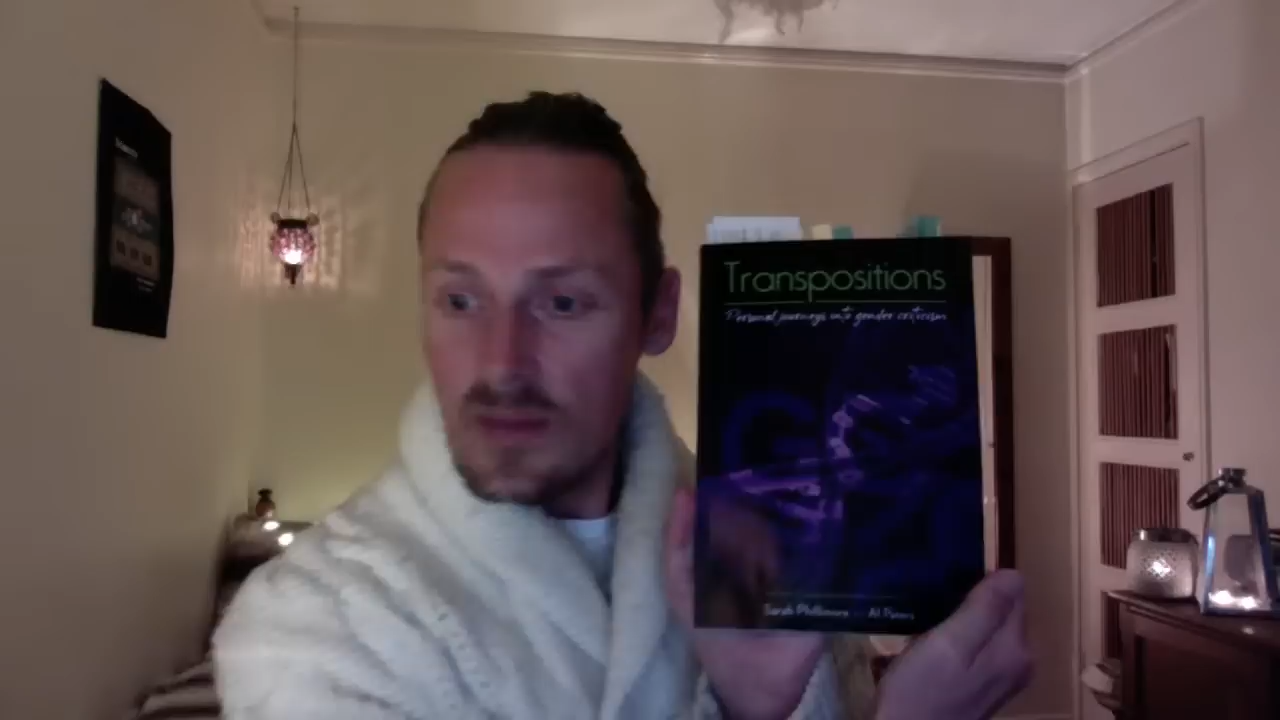 Transpositions
Personal journeys into gender criticism
Sarah Phillimore
Al Peters